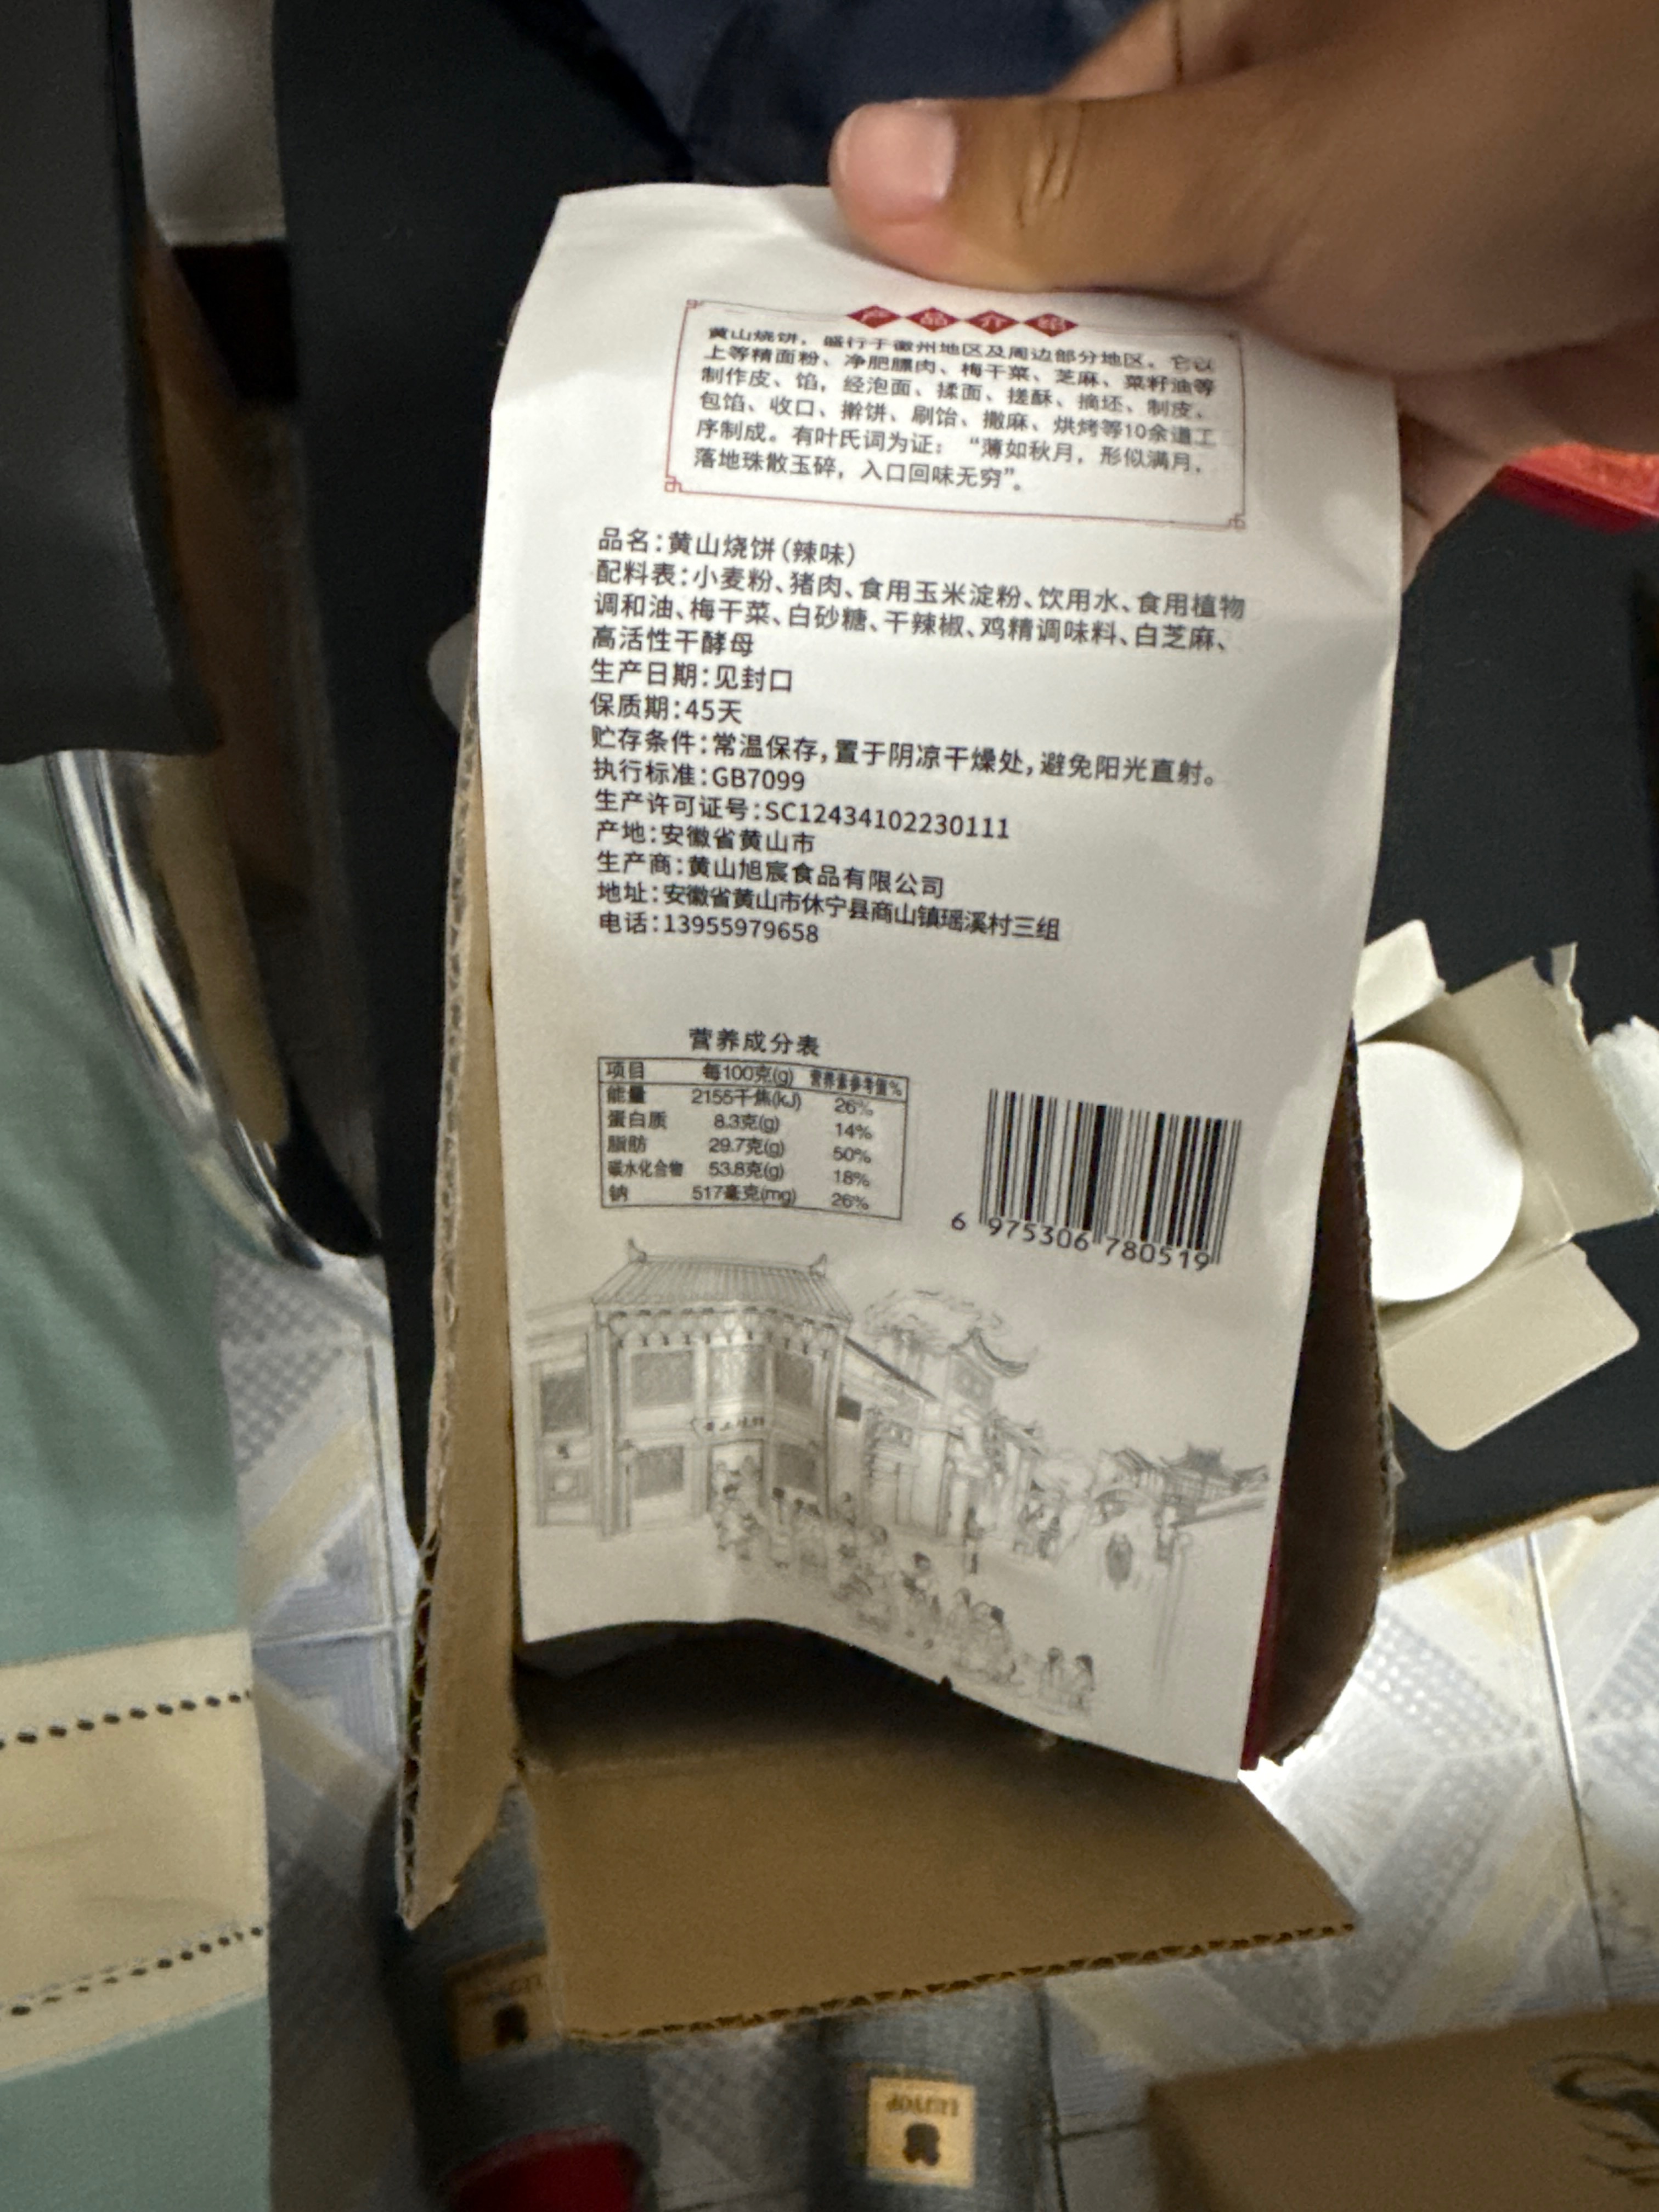 产品介绍
黄山烧饼，盛行于徽州地区及周边部分地区。它以
上等精面粉、净肥膘肉、梅干菜、芝麻、菜籽油等
制作皮、馅，经泡面、揉面、搓酥、摘坯、制皮、
包馅、收口、擀饼、刷饴、撒麻、烘烤等10余道工
序制成。有叶氏词为证：“薄如秋月，形似满月，
落地珠散玉碎，入口回味无穷”。
品名:黄山烧饼(辣味)
配料表:小麦粉、猪肉、食用玉米淀粉、饮用水、食用植物
调和油、梅干菜、白砂糖、干辣椒、鸡精调味料、白芝麻、
高活性干酵母
生产日期:见封口
保质期:45天
贮存条件:常温保存,置于阴凉干燥处,避免阳光直射。
执行标准:GB7099
生产许可证号:SC12434102230111
产地:安徽省黄山市
生产商:黄山旭宸食品有限公司
地址:安徽省黄山市休宁县商山镇瑶溪村三组
电话:13955979658
营养成分表
项目 每100克(g) 营养素参考值%
能量 2155千焦(kJ) 26%
蛋白质 8.3克(g) 14%
脂肪 29.7克(g) 50%
碳水化合物 53.8克(g) 18%
钠 517毫克(mg) 26%
6 975306 780519